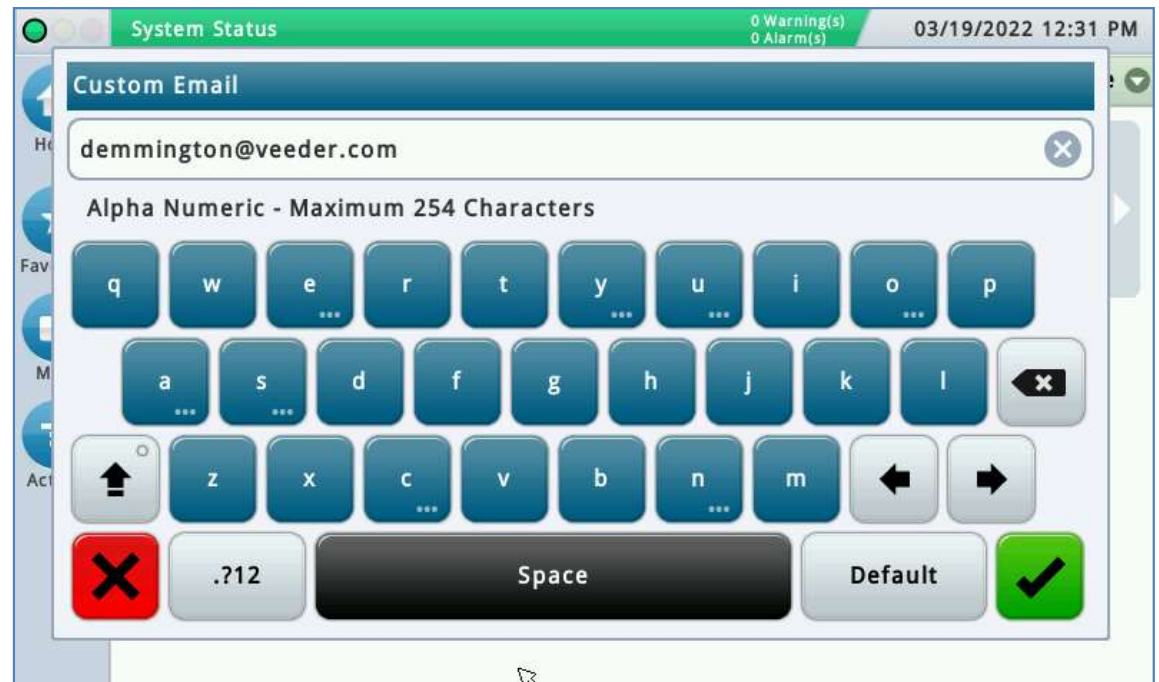 System Status
0 Warning(s)
0 Alarm(s)
03/19/2022 12:31 PM
Custom Email
demmington@veeder.com
Alpha Numeric - Maximum 254 Characters
q w e r t y u i o p
a s d f g h j k l
z x c v b n m
.?12 Space Default